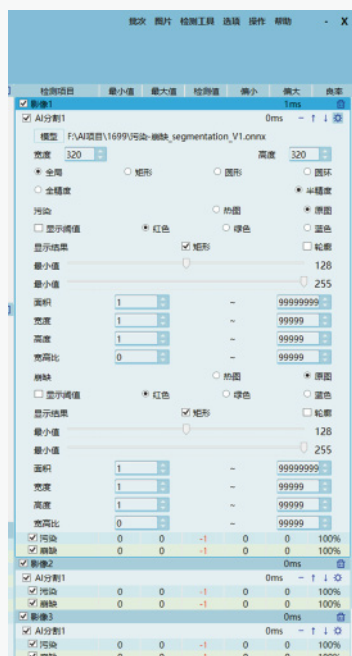 批次 图片 检测工具 选项 操作 帮助 - X
检测项目 最小值 最大值 检测值 偏小 偏大 良率
影像1 1ms
AI分割1 0ms - ↑ ↓
模型 F:\AI项目\1699\污染-崩缺_segmentation_V1.onnx
宽度 320 高度 320
全局 矩形 圆形 圆环
全精度 半精度
污染 热图 原图
显示阈值 红色 绿色 蓝色
显示结果 矩形 轮廓
最小值 128
最小值 255
面积 1 ~ 99999999
宽度 1 ~ 99999
高度 1 ~ 99999
宽高比 0 ~ 99999
崩缺 热图 原图
显示阈值 红色 绿色 蓝色
显示结果 矩形 轮廓
最小值 128
最小值 255
面积 1 ~ 99999999
宽度 1 ~ 99999
高度 1 ~ 99999
宽高比 0 ~ 99999
污染 0 0 -1 0 0 100%
崩缺 0 0 -1 0 0 100%
影像2 0ms
AI分割1 0ms - ↑ ↓
污染 0 0 -1 0 0 100%
崩缺 0 0 -1 0 0 100%
影像3 0ms
AI分割1 0ms - ↑ ↓
污染 0 0 -1 0 0 100%
崩缺 0 0 -1 0 0 100%